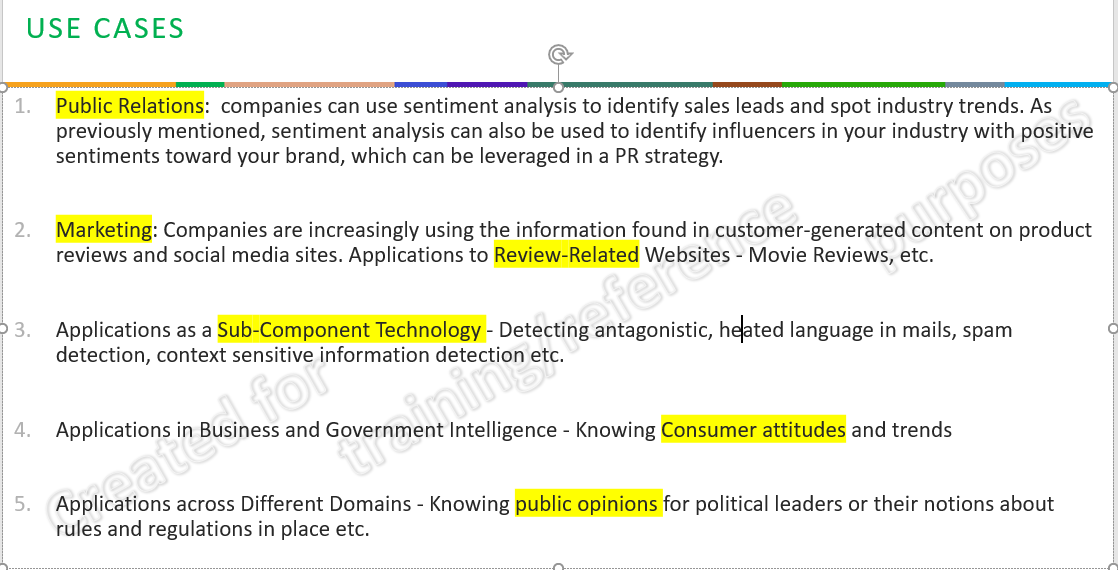 USE CASES
1. Public Relations:  companies can use sentiment analysis to identify sales leads and spot industry trends. As
previously mentioned, sentiment analysis can also be used to identify influencers in your industry with positive
sentiments toward your brand, which can be leveraged in a PR strategy.
2. Marketing: Companies are increasingly using the information found in customer-generated content on product
reviews and social media sites. Applications to Review-Related Websites - Movie Reviews, etc.
3. Applications as a Sub-Component Technology - Detecting antagonistic, heated language in mails, spam
detection, context sensitive information detection etc.
4. Applications in Business and Government Intelligence - Knowing Consumer attitudes and trends
5. Applications across Different Domains - Knowing public opinions for political leaders or their notions about
rules and regulations in place etc.
Created for training/reference purposes